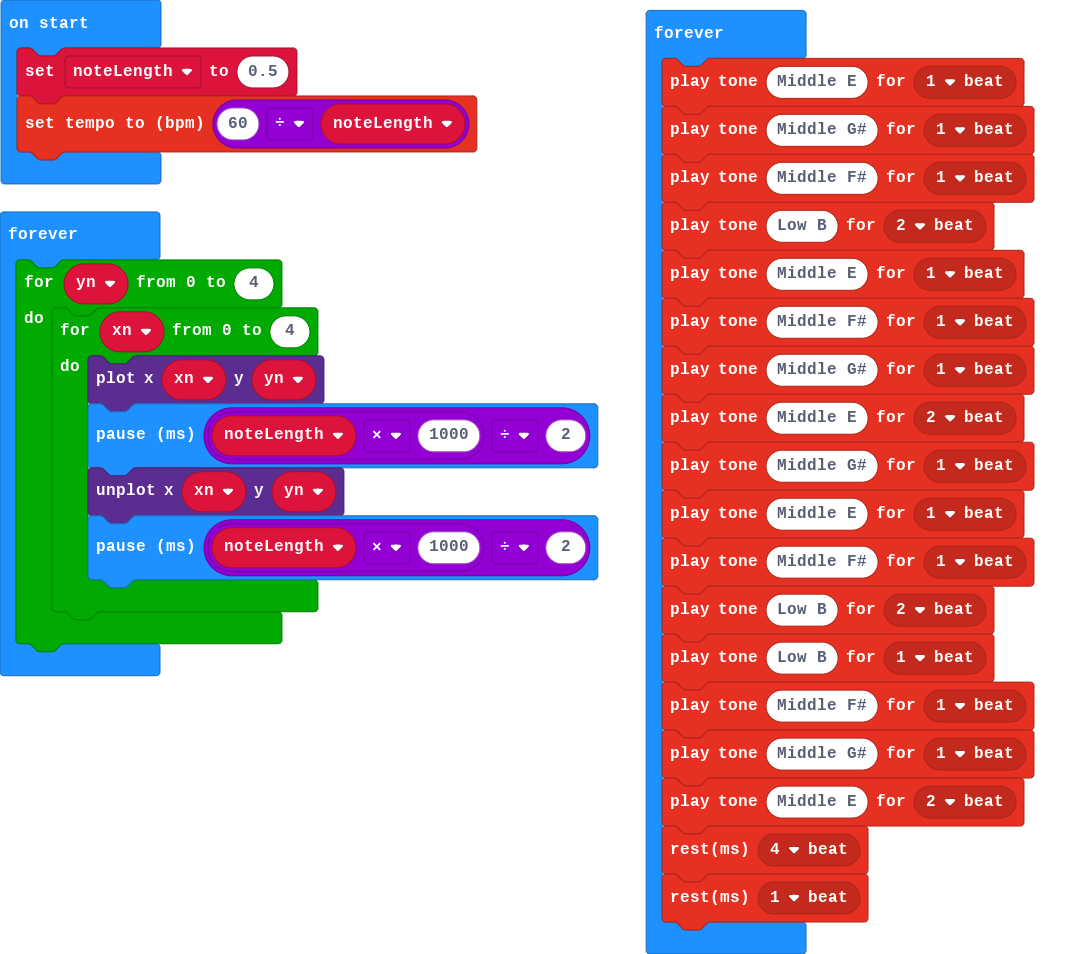 on start
set noteLength to 0.5
set tempo to (bpm) 60 ÷ noteLength
forever
for yn from 0 to 4
do
for xn from 0 to 4
do
plot x xn y yn
pause (ms) noteLength × 1000 ÷ 2
unplot x xn y yn
pause (ms) noteLength × 1000 ÷ 2
forever
play tone Middle E for 1 beat
play tone Middle G# for 1 beat
play tone Middle F# for 1 beat
play tone Low B for 2 beat
play tone Middle E for 1 beat
play tone Middle F# for 1 beat
play tone Middle G# for 1 beat
play tone Middle E for 2 beat
play tone Middle G# for 1 beat
play tone Middle E for 1 beat
play tone Middle F# for 1 beat
play tone Low B for 2 beat
play tone Low B for 1 beat
play tone Middle F# for 1 beat
play tone Middle G# for 1 beat
play tone Middle E for 2 beat
rest(ms) 4 beat
rest(ms) 1 beat